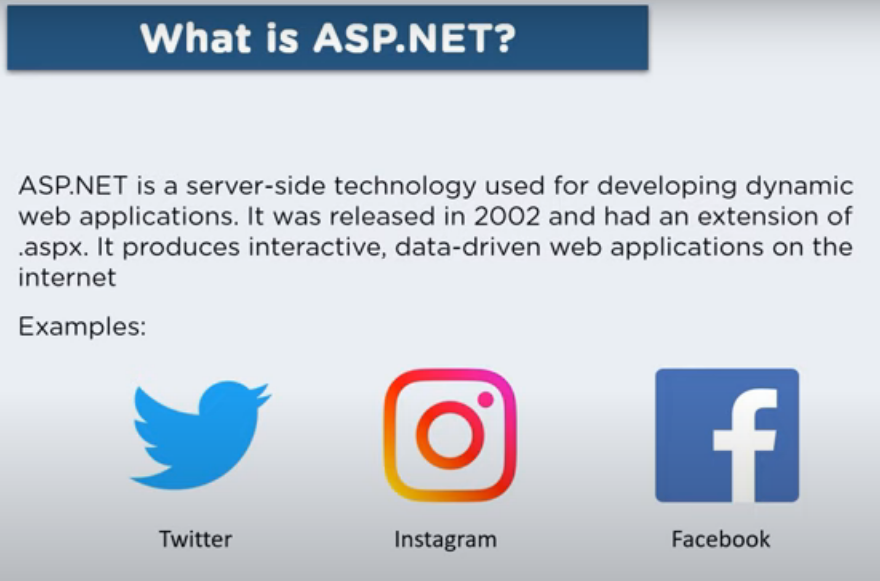 What is ASP.NET?
ASP.NET is a server-side technology used for developing dynamic
web applications. It was released in 2002 and had an extension of
.aspx. It produces interactive, data-driven web applications on the
internet
Examples:
f
Twitter Instagram Facebook